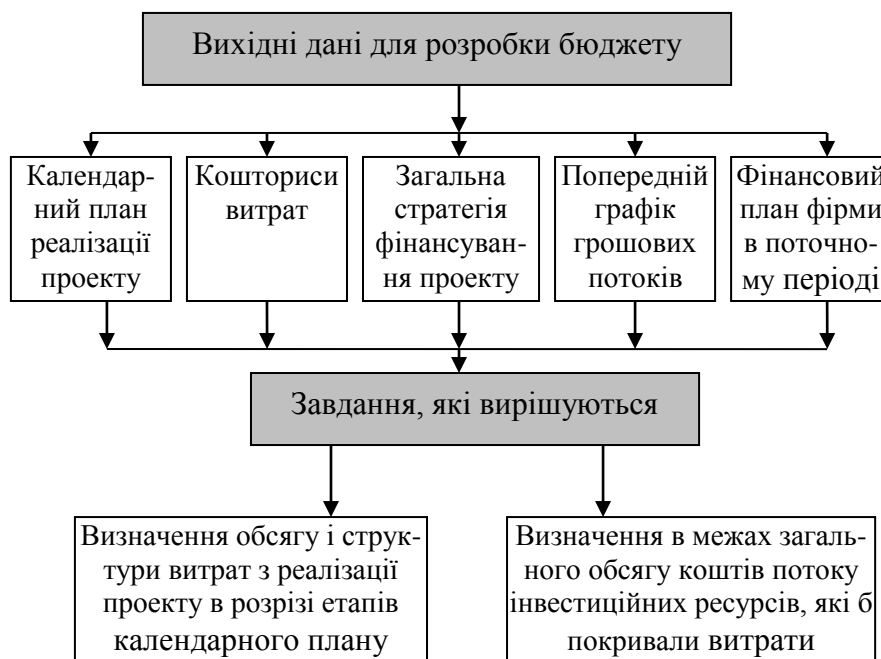 Вихідні дані для розробки бюджету
Календар-
ний план
реалізації
проекту
Кошториси
витрат
Загальна
стратегія
фінансуван-
ня проекту
Попередній
графік
грошових
потоків
Фінансовий
план фірми
в поточно-
му періоді
Завдання, які вирішуються
Визначення обсягу і струк-
тури витрат з реалізації
проекту в розрізі етапів
календарного плану
Визначення в межах загаль-
ного обсягу коштів потоку
інвестиційних ресурсів, які б
покривали витрати